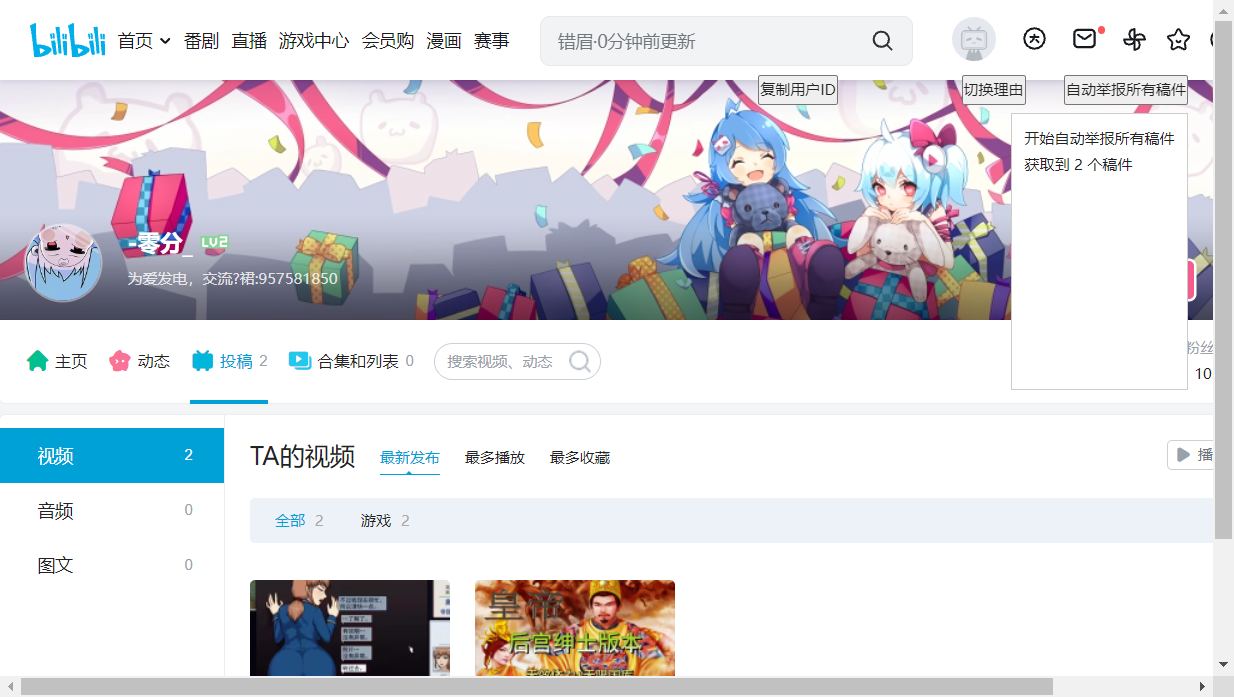 bilibili 首页 番剧 直播 游戏中心 会员购 漫画 赛事 错眉·0分钟前更新
复制用户ID 切换理由 自动举报所有稿件
开始自动举报所有稿件
获取到 2 个稿件
-零分_ LV2
为爱发电，交流?裙:957581850
主页 动态 投稿 2 合集和列表 0 搜索视频、动态 粉丝
10
视频 2
音频 0
图文 0
TA的视频 最新发布 最多播放 最多收藏 播
全部 2 游戏 2
皇帝
后宫绅士版本